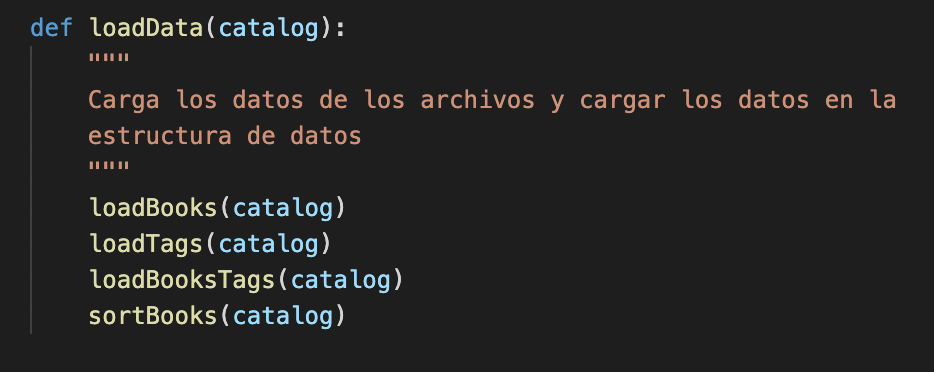 def loadData(catalog):
    """
    Carga los datos de los archivos y cargar los datos en la
    estructura de datos
    """
    loadBooks(catalog)
    loadTags(catalog)
    loadBooksTags(catalog)
    sortBooks(catalog)